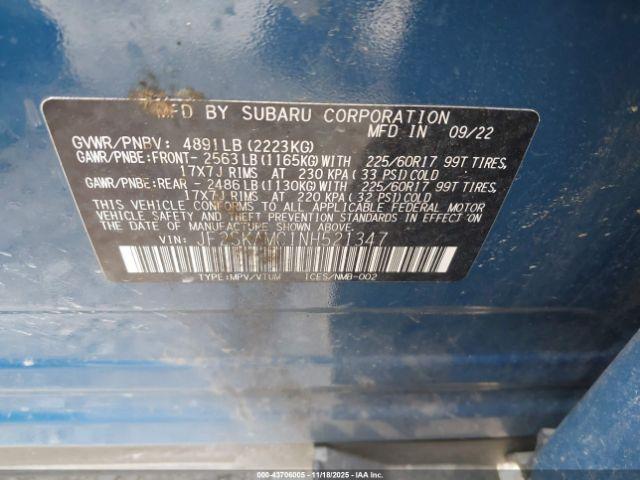 MFD BY SUBARU CORPORATION
GVWR/PNBV: 4891LB(2223KG) MFD IN 09/22
GAWR/PNBE:FRONT- 2563LB(1165KG)WITH 225/60R17 99T TIRES,
17X7J RIMS AT 230 KPA(33 PSI)COLD
GAWR/PNBE:REAR - 2486LB(1130KG)WITH 225/60R17 99T TIRES,
17X7J RIMS AT 220 KPA(32 PSI)COLD
THIS VEHICLE CONFORMS TO ALL APPLICABLE FEDERAL MOTOR
VEHICLE SAFETY AND THEFT PREVENTION STANDARDS IN EFFECT ON
THE DATE OF MANUFACTURE SHOWN ABOVE.
VIN:
TYPE:MPV/VTUM ICES/NMB-002
000-43706005 - 11/18/2025 - IAA Inc.